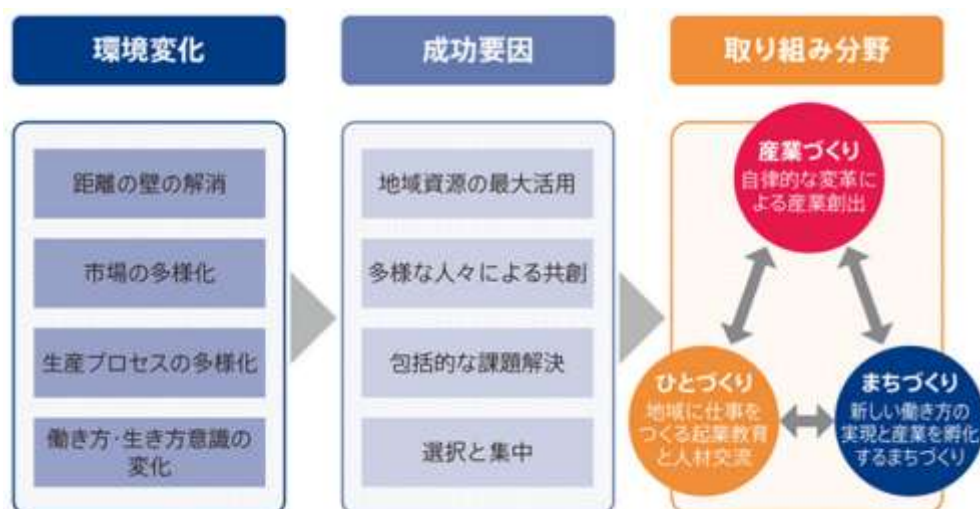 環境変化
距離の壁の解消
市場の多様化
生産プロセスの多様化
働き方・生き方意識の
変化
成功要因
地域資源の最大活用
多様な人々による共創
包括的な課題解決
選択と集中
取り組み分野
産業づくり
自律的な変革に
よる産業創出
ひとづくり
地域に仕事を
つくる起業教育
と人材交流
まちづくり
新しい働き方の
実現と産業を孵化
するまちづくり